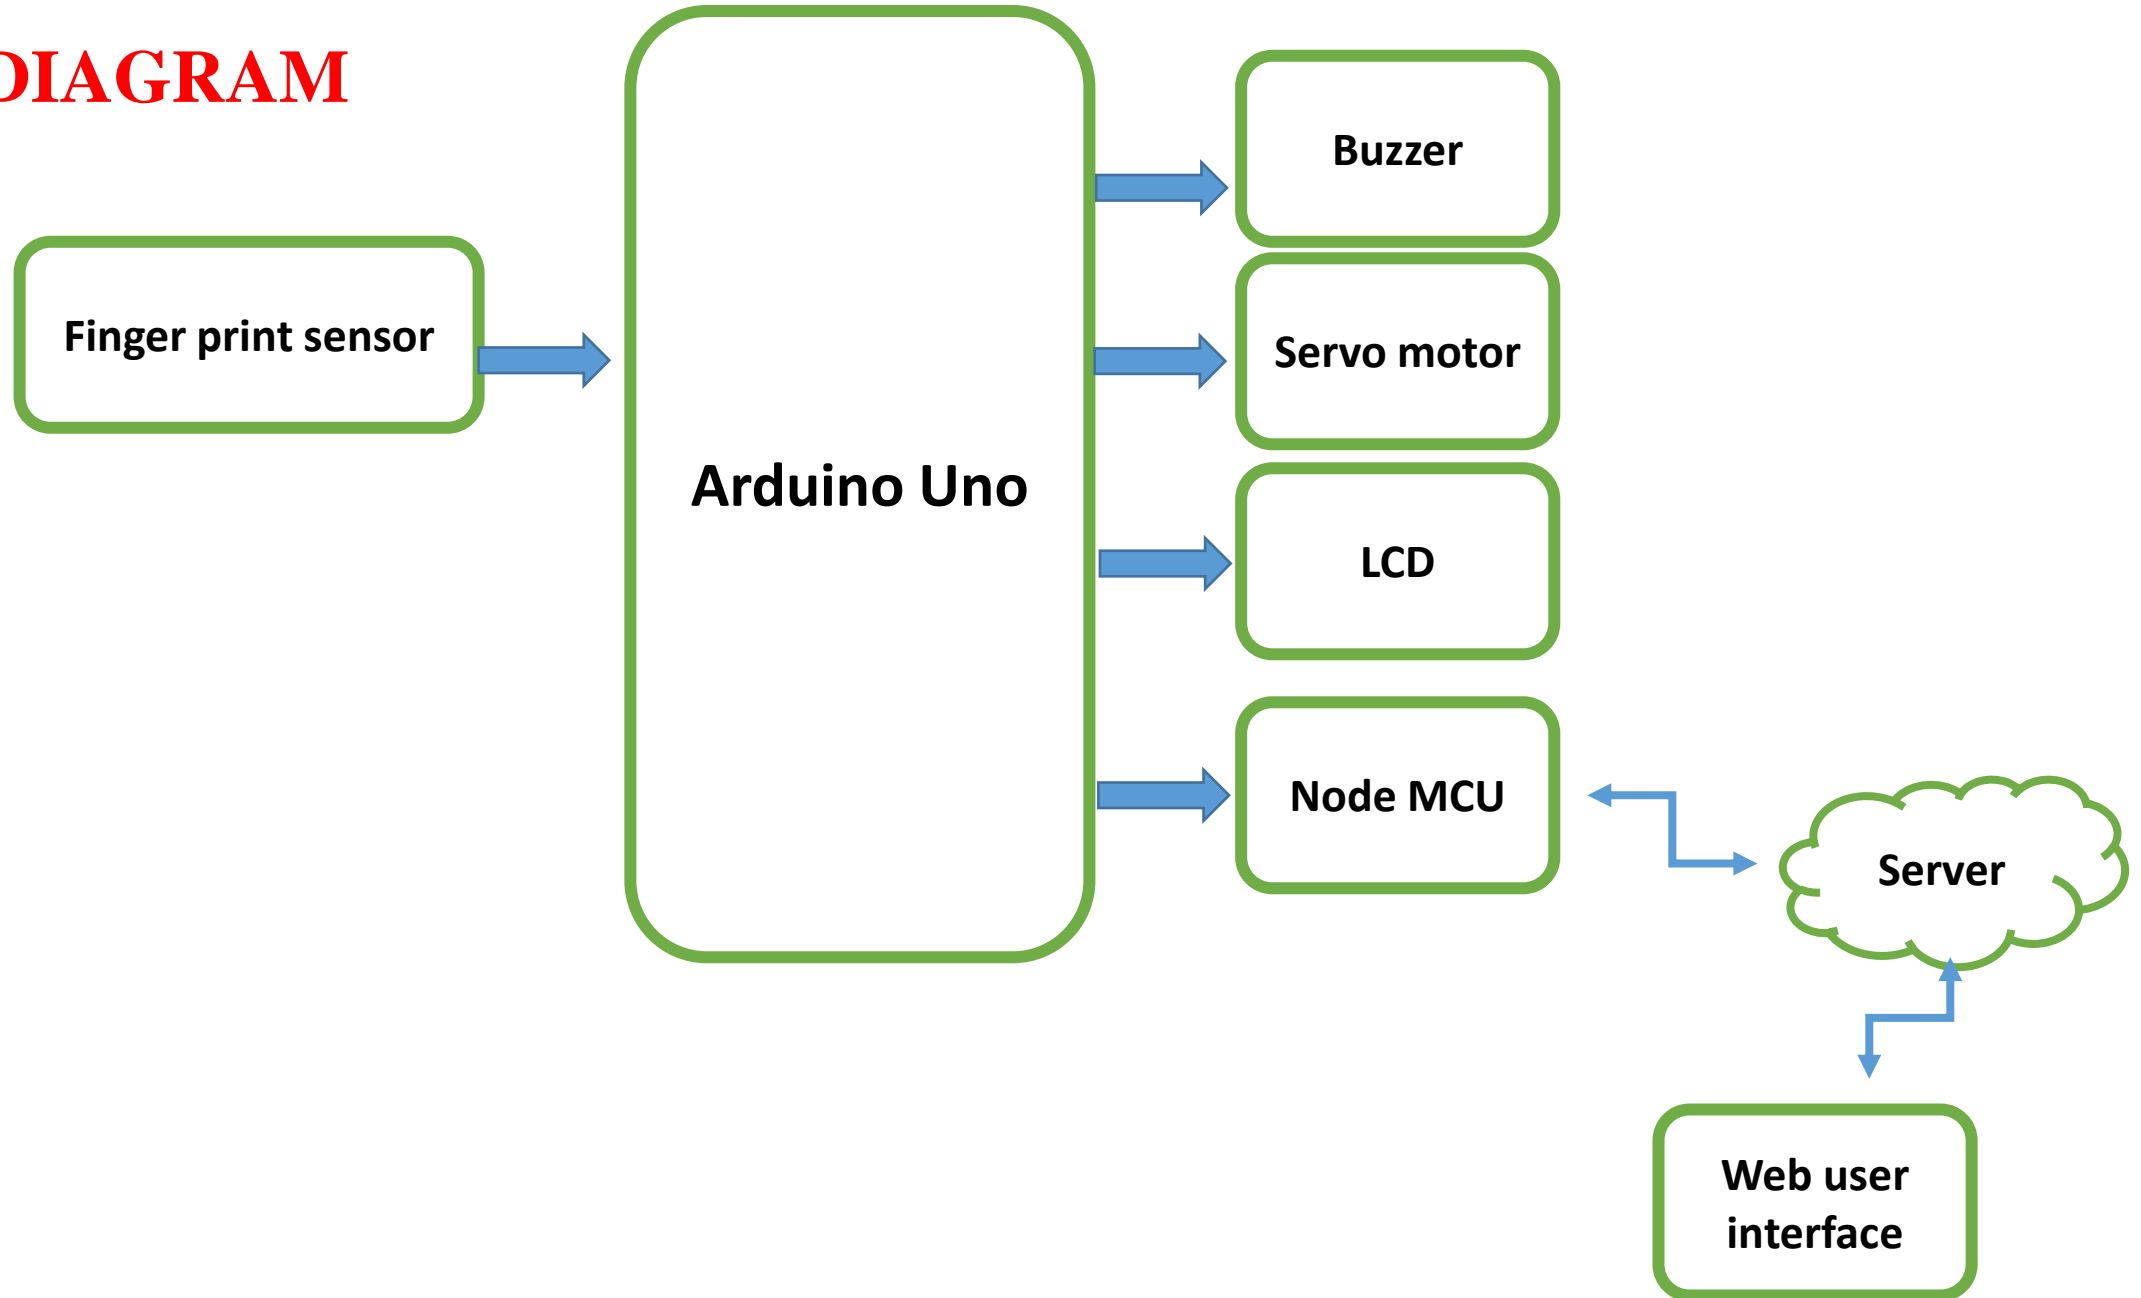 DIAGRAM
Buzzer
Finger print sensor
Servo motor
Arduino Uno
LCD
Node MCU
Server
Web user
interface